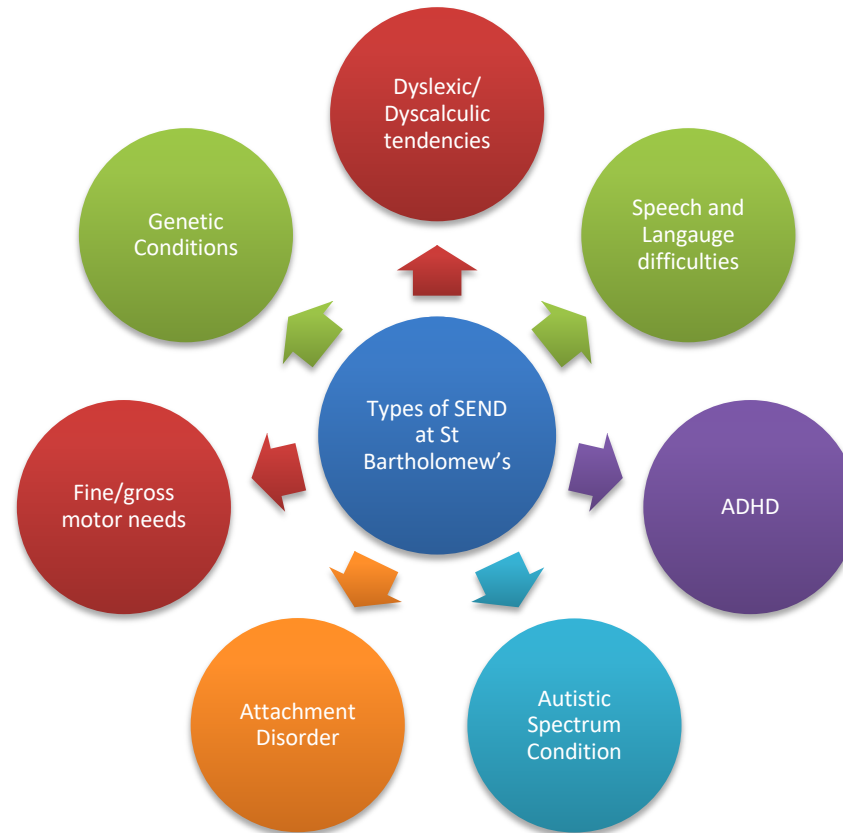 Dyslexic/
Dyscalculic
tendencies
Speech and
Langauge
difficulties
ADHD
Autistic
Spectrum
Condition
Attachment
Disorder
Fine/gross
motor needs
Genetic
Conditions
Types of SEND
at St
Bartholomew’s